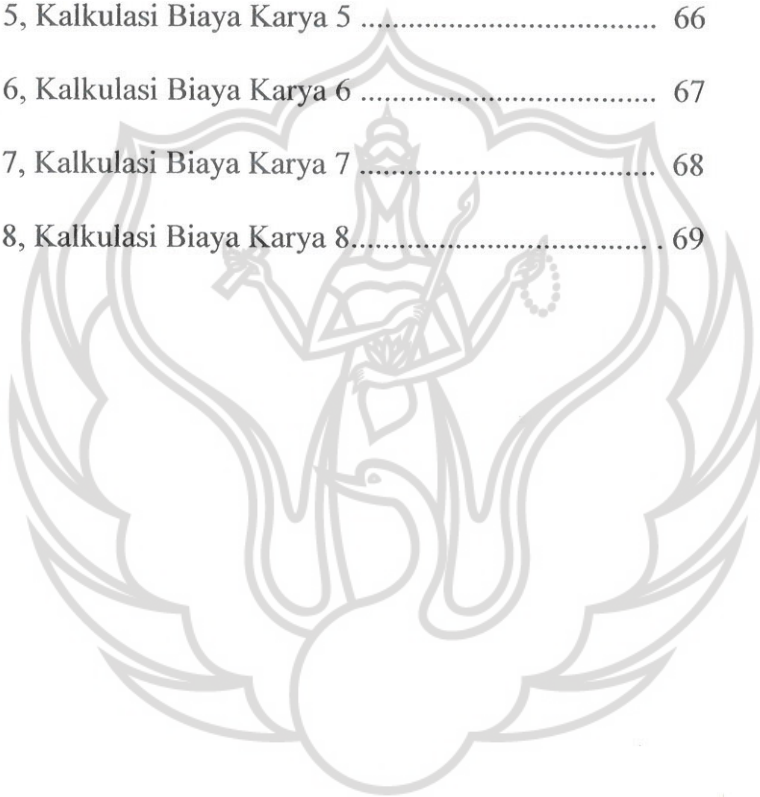 5, Kalkulasi Biaya Karya 5 .................................. 66
6, Kalkulasi Biaya Karya 6 .................................. 67
7, Kalkulasi Biaya Karya 7 .................................. 68
8, Kalkulasi Biaya Karya 8.................................. . 69